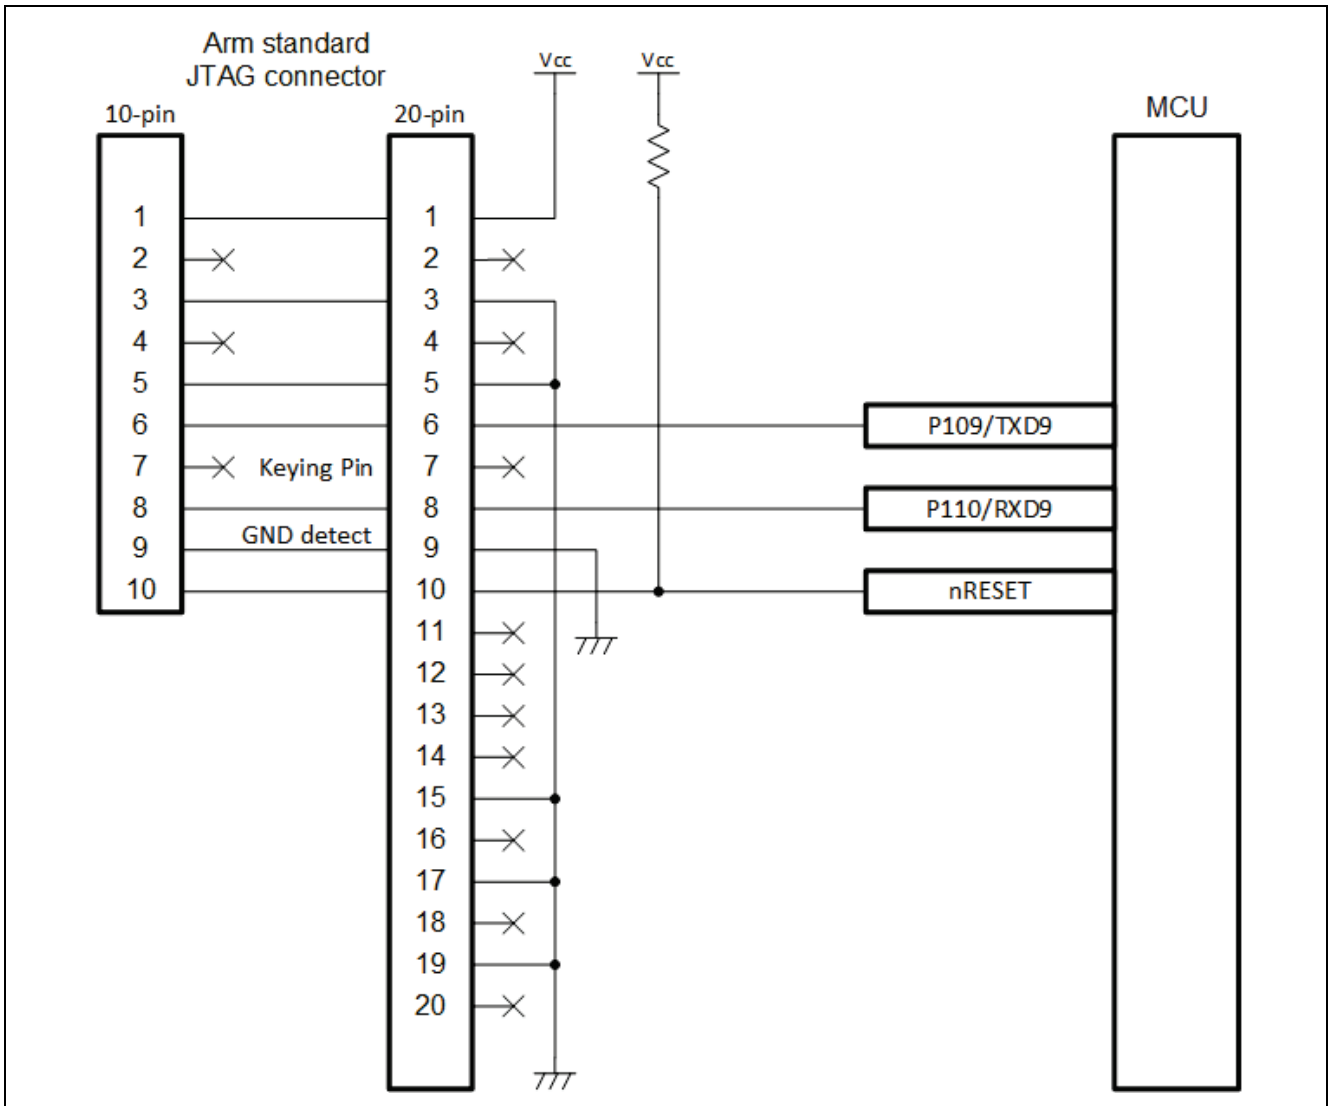 Arm standard
JTAG connector
10-pin
20-pin
Vcc
Vcc
MCU
1
1
2
2
3
3
4
4
5
5
6
6
P109/TXD9
7
Keying Pin
7
8
8
P110/RXD9
GND detect
9
9
10
10
nRESET
11
12
13
14
15
16
17
18
19
20